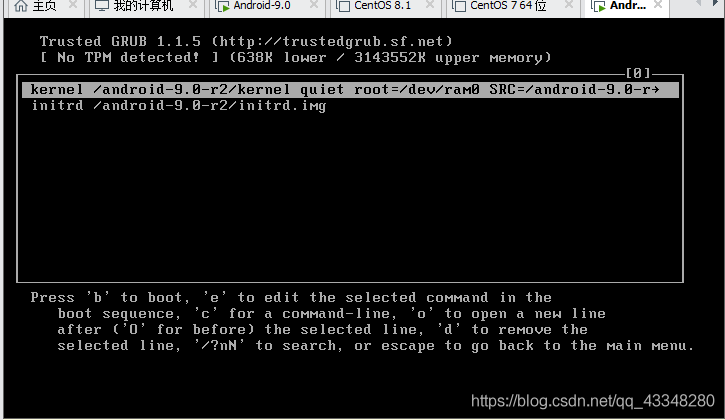 主页 我的计算机 Android-9.0 CentOS 8.1 CentOS 7 64 位 Andr...
Trusted GRUB 1.1.5 (http://trustedgrub.sf.net)
[ No TPM detected! ] (638K lower / 3143552K upper memory)
[0]
kernel /android-9.0-r2/kernel quiet root=/dev/ram0 SRC=/android-9.0-r→
initrd /android-9.0-r2/initrd.img
Press 'b' to boot, 'e' to edit the selected command in the
boot sequence, 'c' for a command-line, 'o' to open a new line
after ('O' for before) the selected line, 'd' to remove the
selected line, '/?nN' to search, or escape to go back to the main menu.
https://blog.csdn.net/qq_43348280